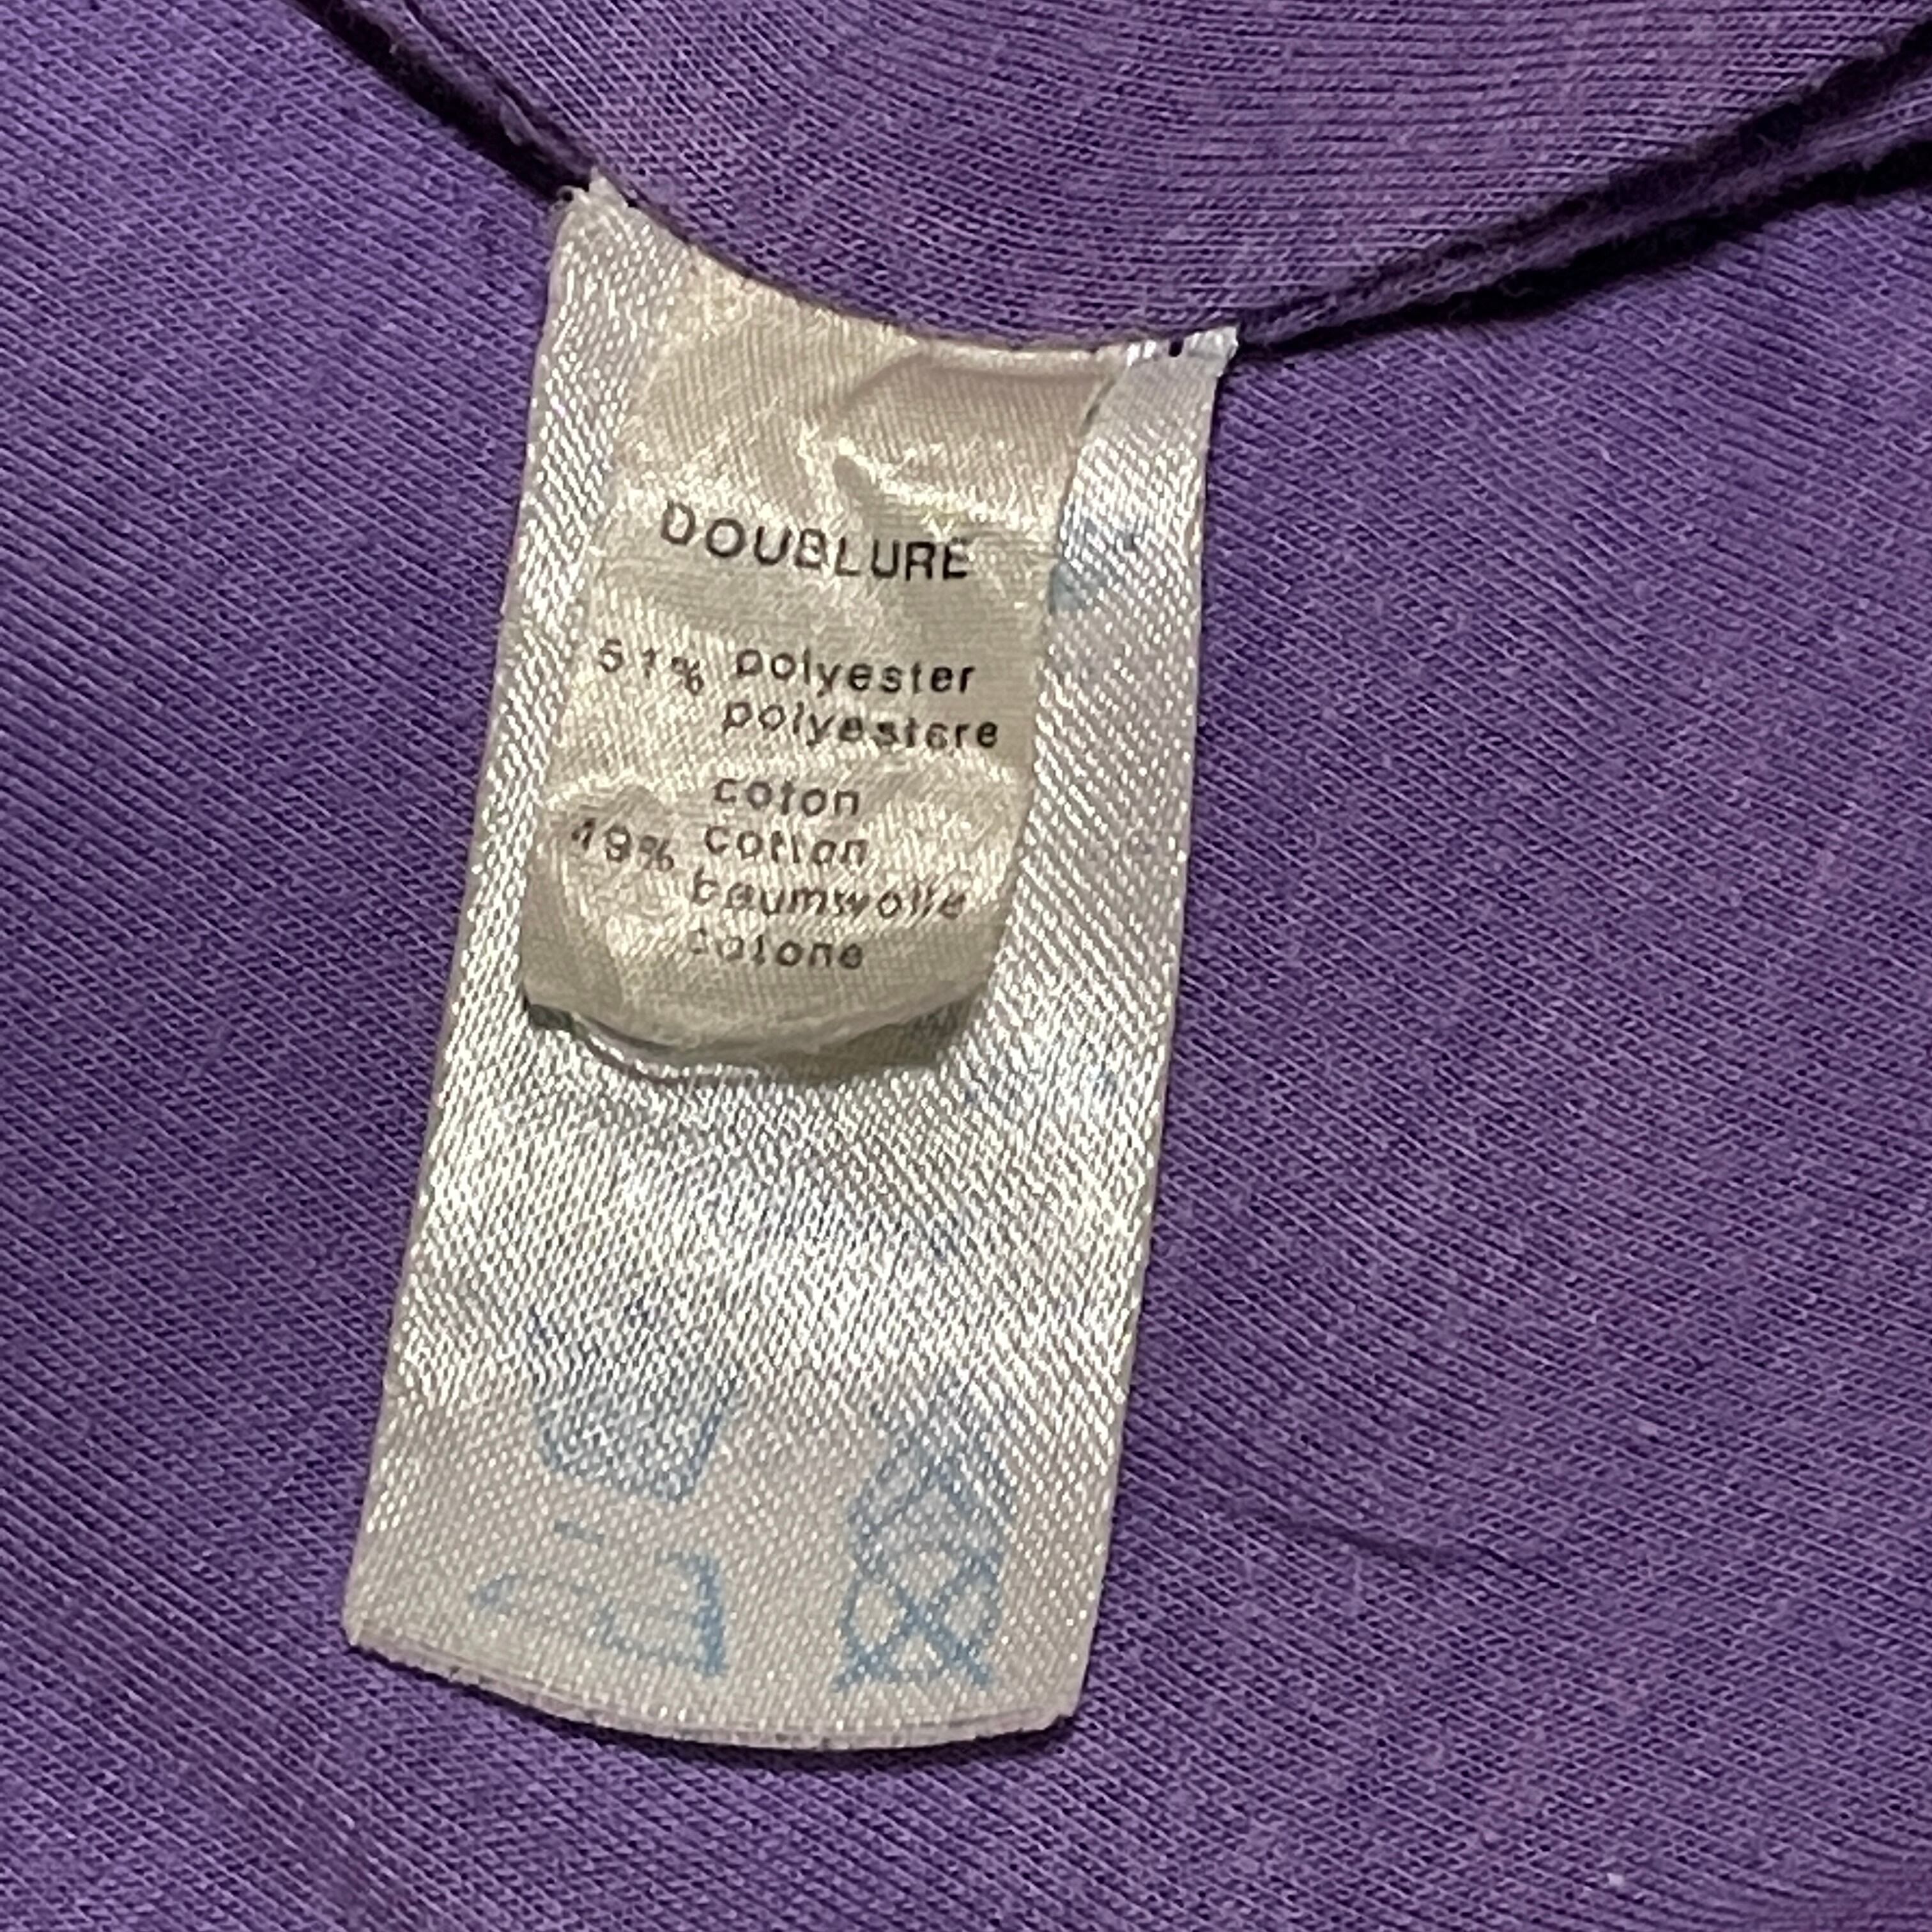 DOUBLURE
51% polyester
polyestere
coton
49% cotton
baumwolle
cotone